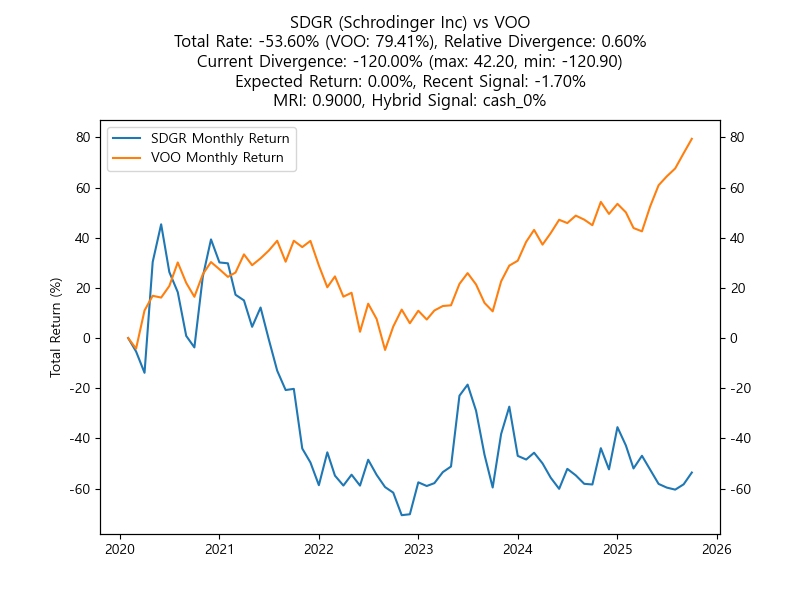 SDGR (Schrodinger Inc) vs VOO
Total Rate: -53.60% (VOO: 79.41%), Relative Divergence: 0.60%
Current Divergence: -120.00% (max: 42.20, min: -120.90)
Expected Return: 0.00%, Recent Signal: -1.70%
MRI: 0.9000, Hybrid Signal: cash_0%
SDGR Monthly Return
VOO Monthly Return
Total Return (%)
80
60
40
20
0
-20
-40
-60
80
60
40
20
0
-20
-40
-60
2020
2021
2022
2023
2024
2025
2026